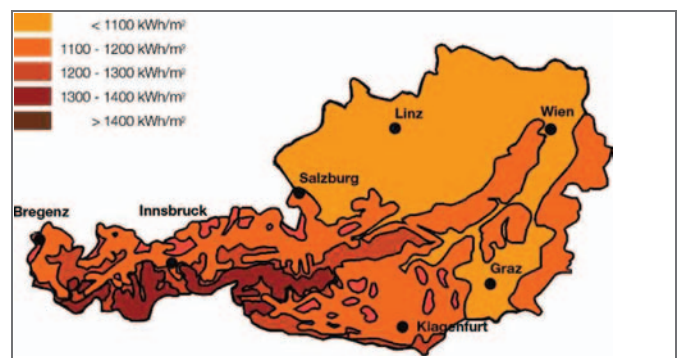 < 1100 kWh/m²
1100 - 1200 kWh/m²
1200 - 1300 kWh/m²
1300 - 1400 kWh/m²
> 1400 kWh/m²
Linz
Wien
Salzburg
Bregenz
Innsbruck
Graz
Klagenfurt